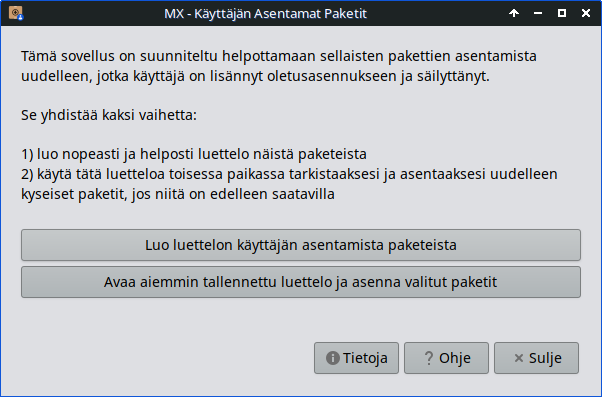 MX - Käyttäjän Asentamat Paketit
Tämä sovellus on suunniteltu helpottamaan sellaisten pakettien asentamista
uudelleen, jotka käyttäjä on lisännyt oletusasennukseen ja säilyttänyt.
Se yhdistää kaksi vaihetta:
1) luo nopeasti ja helposti luettelo näistä paketeista
2) käytä tätä luetteloa toisessa paikassa tarkistaaksesi ja asentaaksesi uudelleen
kyseiset paketit, jos niitä on edelleen saatavilla
Luo luettelon käyttäjän asentamista paketeista
Avaa aiemmin tallennettu luettelo ja asenna valitut paketit
Tietoja
? Ohje
Sulje